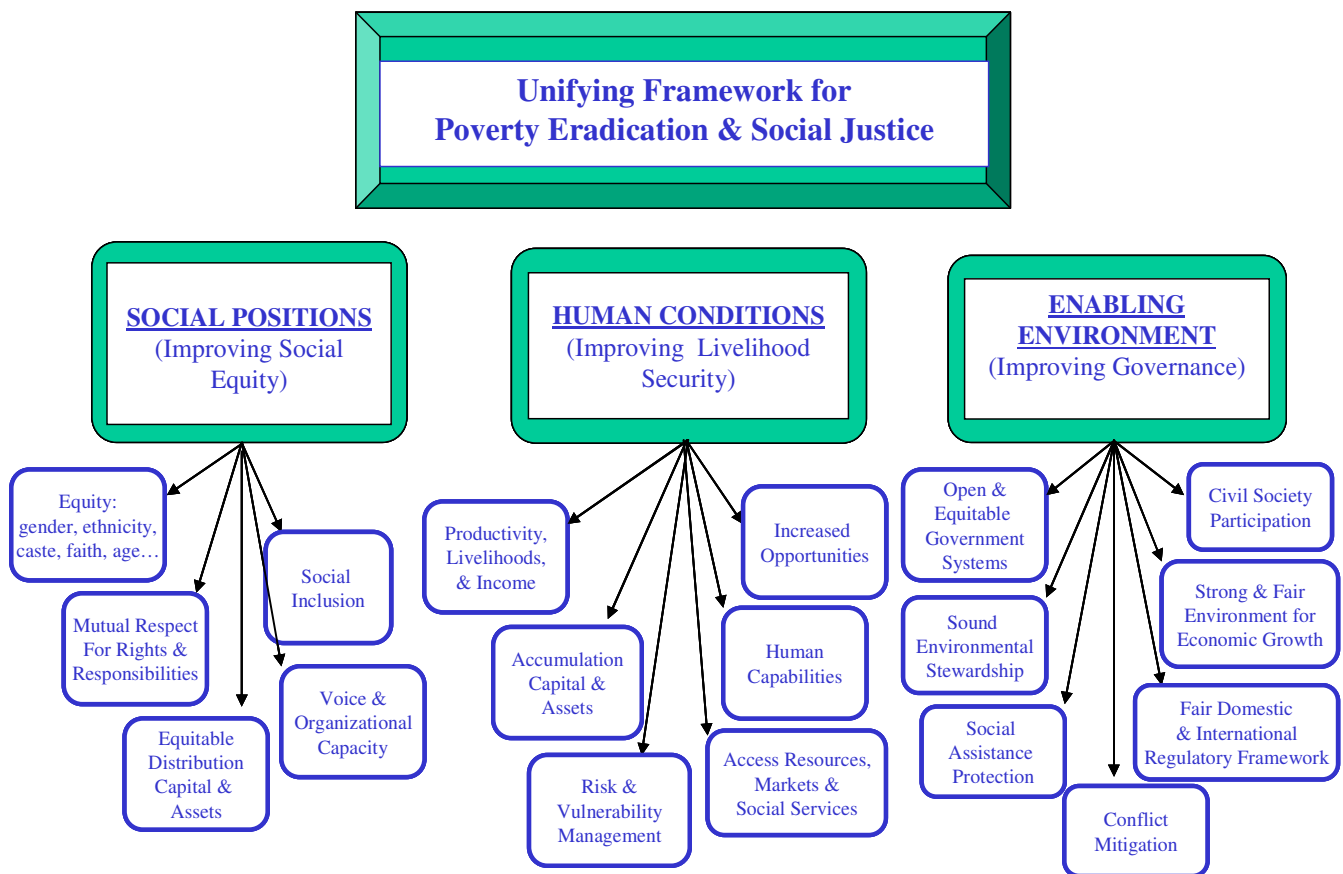 Unifying Framework for
Poverty Eradication & Social Justice
SOCIAL POSITIONS
(Improving Social
Equity)
HUMAN CONDITIONS
(Improving Livelihood
Security)
ENABLING
ENVIRONMENT
(Improving Governance)
Equity:
gender, ethnicity,
caste, faith, age…
Mutual Respect
For Rights &
Responsibilities
Equitable
Distribution
Capital &
Assets
Voice &
Organizational
Capacity
Social
Inclusion
Productivity,
Livelihoods,
& Income
Accumulation
Capital &
Assets
Risk &
Vulnerability
Management
Access Resources,
Markets &
Social Services
Human
Capabilities
Increased
Opportunities
Open &
Equitable
Government
Systems
Sound
Environmental
Stewardship
Social
Assistance
Protection
Conflict
Mitigation
Fair Domestic
& International
Regulatory Framework
Strong & Fair
Environment for
Economic Growth
Civil Society
Participation